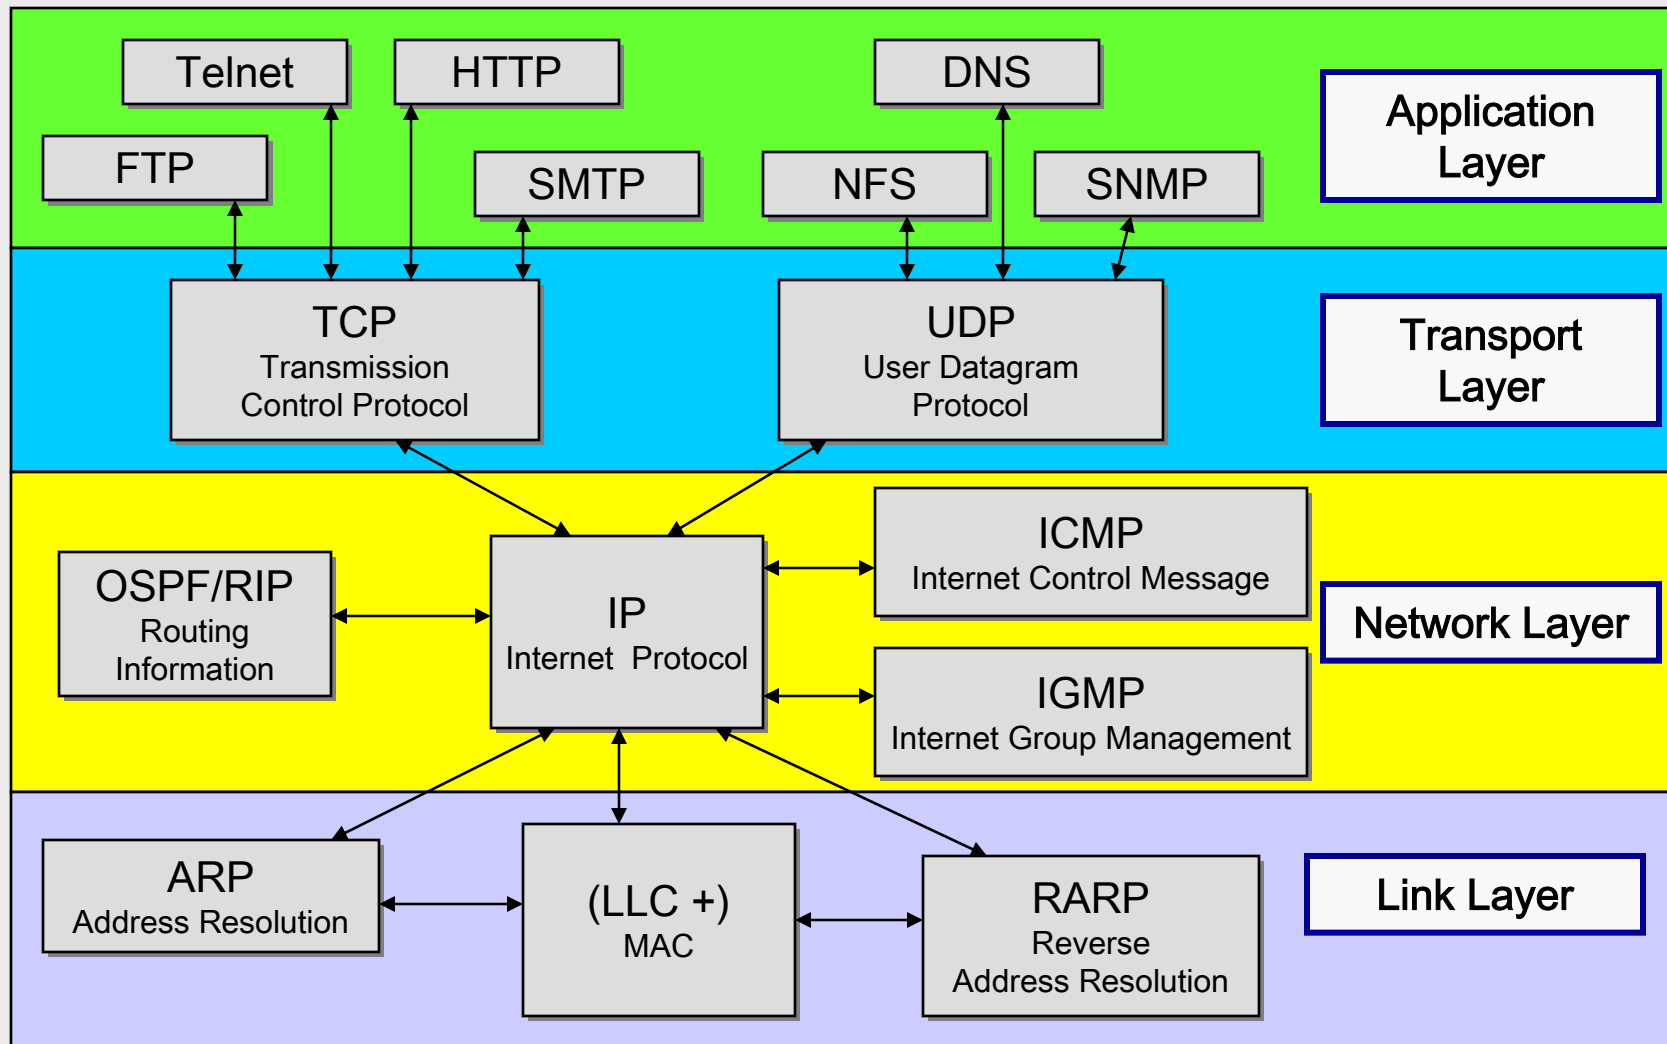 Telnet
HTTP
DNS
FTP
SMTP
NFS
SNMP
Application
Layer
TCP
Transmission
Control Protocol
UDP
User Datagram
Protocol
Transport
Layer
OSPF/RIP
Routing
Information
IP
Internet Protocol
ICMP
Internet Control Message
IGMP
Internet Group Management
Network Layer
ARP
Address Resolution
(LLC +)
MAC
RARP
Reverse
Address Resolution
Link Layer